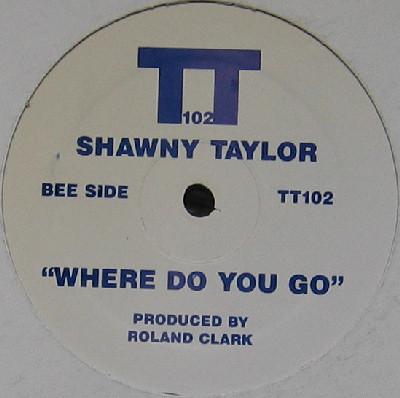 TT
102
SHAWNY TAYLOR
BEE SIDE TT102
“WHERE DO YOU GO”
PRODUCED BY
ROLAND CLARK